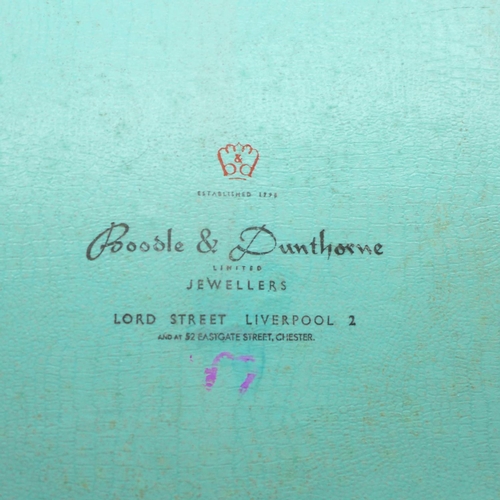 &
ESTABLISHED 1798
Boodle & Dunthorne
LIMITED
JEWELLERS
LORD STREET LIVERPOOL 2
AND AT 52 EASTGATE STREET, CHESTER.